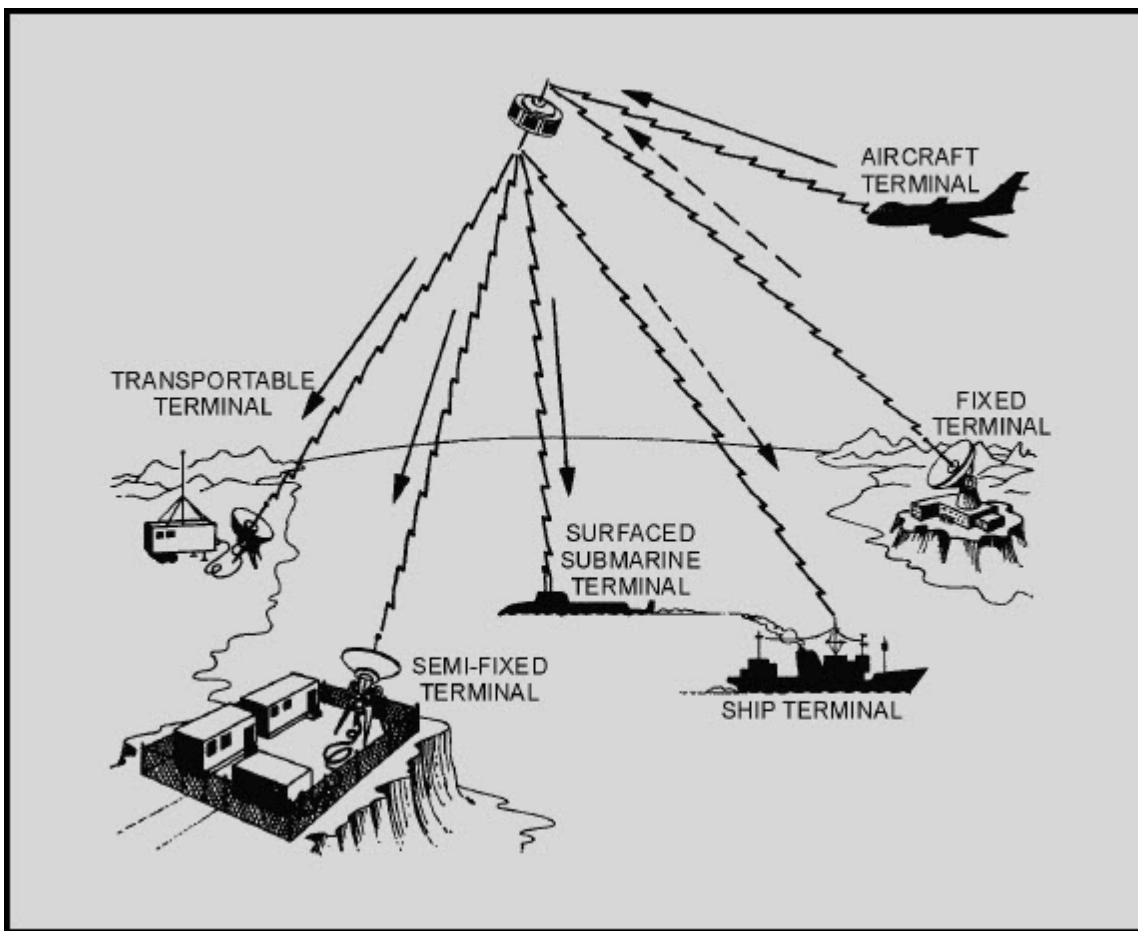 AIRCRAFT
TERMINAL
TRANSPORTABLE
TERMINAL
FIXED
TERMINAL
SURFACED
SUBMARINE
TERMINAL
SEMI-FIXED
TERMINAL
SHIP TERMINAL